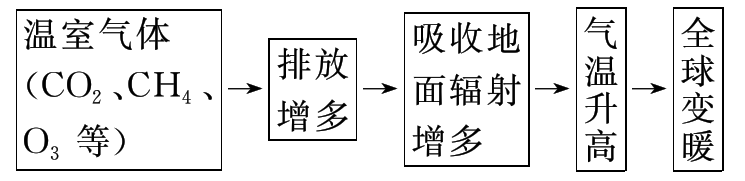 温室气体
(CO₂、CH₄、
O₃ 等)
排放
增多
吸收地
面辐射
增多
气温升高
全球变暖